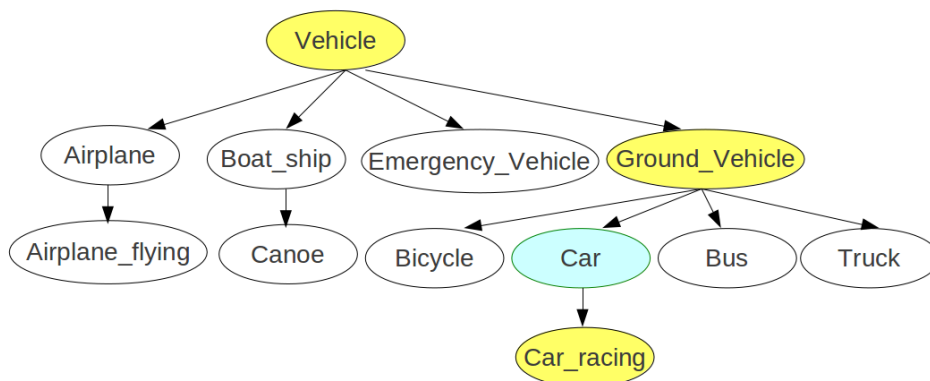 Vehicle
Airplane
Boat_ship
Emergency_Vehicle
Ground_Vehicle
Airplane_flying
Canoe
Bicycle
Car
Bus
Truck
Car_racing